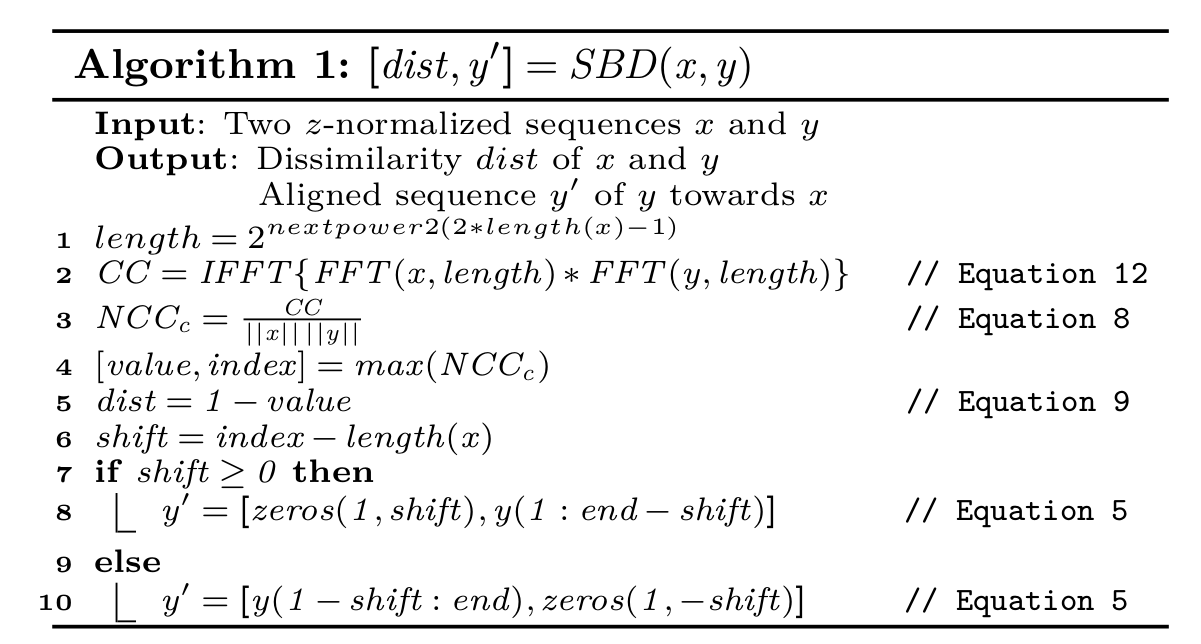 Algorithm 1: [dist, y′] = SBD(x, y)
Input: Two z-normalized sequences x and y
Output: Dissimilarity dist of x and y
Aligned sequence y′ of y towards x
1 length = 2^{nextpower2(2∗length(x)−1)}
2 CC = IFFT{FFT(x, length) ∗ FFT(y, length)} // Equation 12
3 NCC_c = \frac{CC}{||x|| ||y||} // Equation 8
4 [value, index] = max(NCC_c)
5 dist = 1 − value // Equation 9
6 shift = index − length(x)
7 if shift ≥ 0 then
8 y′ = [zeros(1, shift), y(1 : end − shift)] // Equation 5
9 else
10 y′ = [y(1 − shift : end), zeros(1, −shift)] // Equation 5